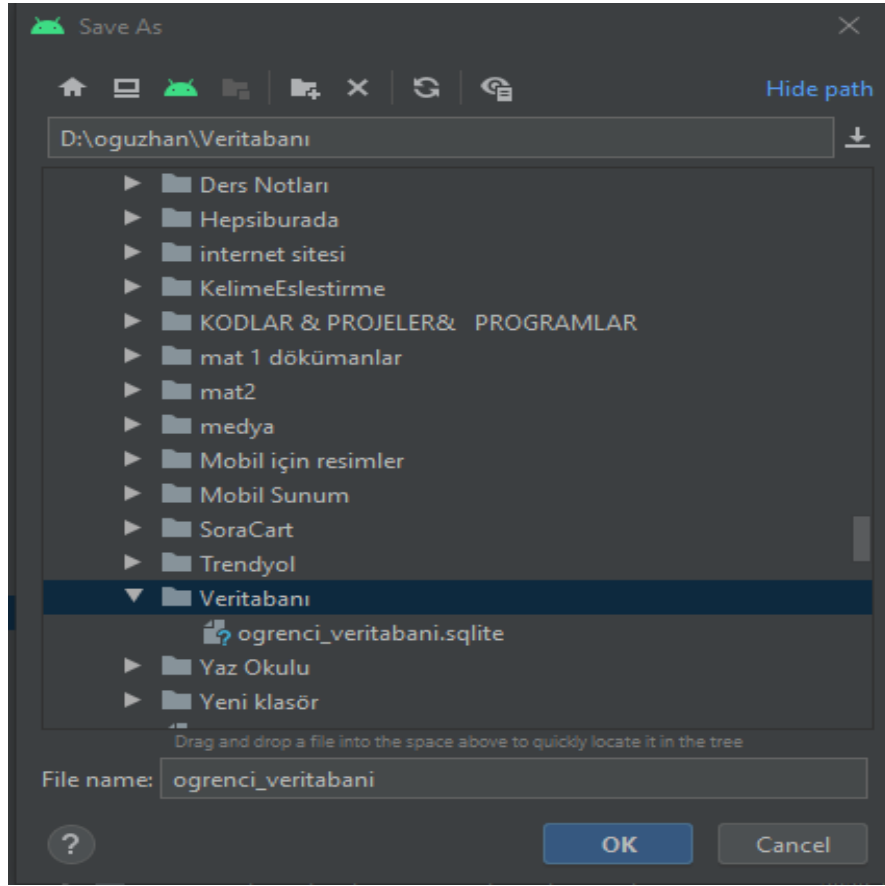 Save As
Hide path
D:\oguzhan\Veritabanı
Ders Notları
Hepsiburada
internet sitesi
KelimeEslestirme
KODLAR & PROJELER& PROGRAMLAR
mat 1 dökümanlar
mat2
medya
Mobil için resimler
Mobil Sunum
SoraCart
Trendyol
Veritabanı
ogrenci_veritabani.sqlite
Yaz Okulu
Yeni klasör
Drag and drop a file into the space above to quickly locate it in the tree
File name: ogrenci_veritabani
? OK Cancel